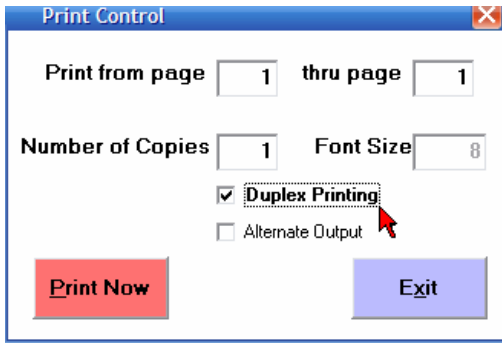 Print Control
Print from page 1 thru page 1
Number of Copies 1 Font Size 8
Duplex Printing
Alternate Output
Print Now Exit